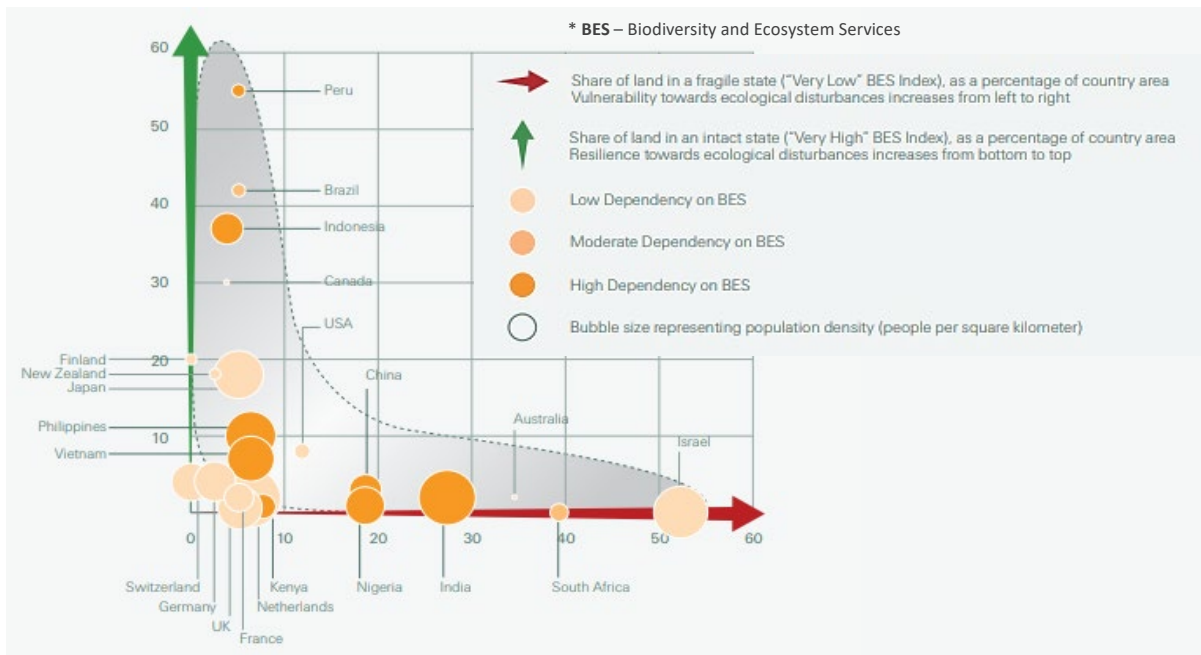 * BES – Biodiversity and Ecosystem Services
Share of land in a fragile state ("Very Low" BES Index), as a percentage of country area
Vulnerability towards ecological disturbances increases from left to right
Share of land in an intact state ("Very High" BES Index), as a percentage of country area
Resilience towards ecological disturbances increases from bottom to top
Low Dependency on BES
Moderate Dependency on BES
High Dependency on BES
Bubble size representing population density (people per square kilometer)
60
Peru
50
Brazil
40
Indonesia
30
Canada
USA
Finland
20
New Zealand
Japan
China
Philippines
10
Australia
Israel
Vietnam
0
10
20
30
40
50
60
Switzerland
Kenya
Nigeria
India
South Africa
Germany
Netherlands
UK
France